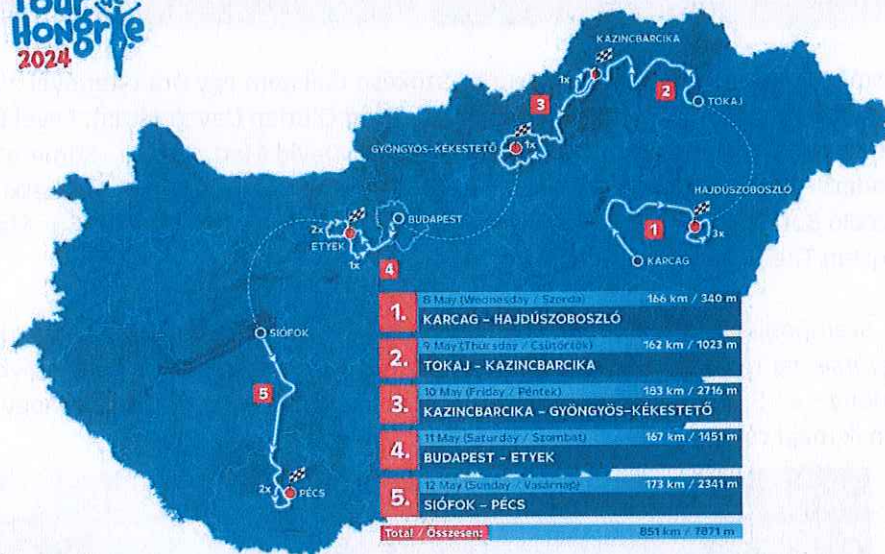 Tour de
Hongrie
2024
KAZINCBARCIKA
1x
2
TOKAJ
3
GYÖNGYÖS-KÉKESTETŐ
1x
HAJDÚSZOBOSZLÓ
1
3x
KARCAG
2x
BUDAPEST
ETYEK
1x
4
SIÓFOK
5
2x
PÉCS
1.
8 May (Wednesday / Szerda) 166 km / 340 m
KARCAG – HAJDÚSZOBOSZLÓ
2.
9 May (Thursday / Csütörtök) 162 km / 1023 m
TOKAJ – KAZINCBARCIKA
3.
10 May (Friday / Péntek) 183 km / 2716 m
KAZINCBARCIKA – GYÖNGYÖS-KÉKESTETŐ
4.
11 May (Saturday / Szombat) 167 km / 1451 m
BUDAPEST – ETYEK
5.
12 May (Sunday / Vasárnap) 173 km / 2341 m
SIÓFOK – PÉCS
Total / Összesen: 851 km / 7871 m